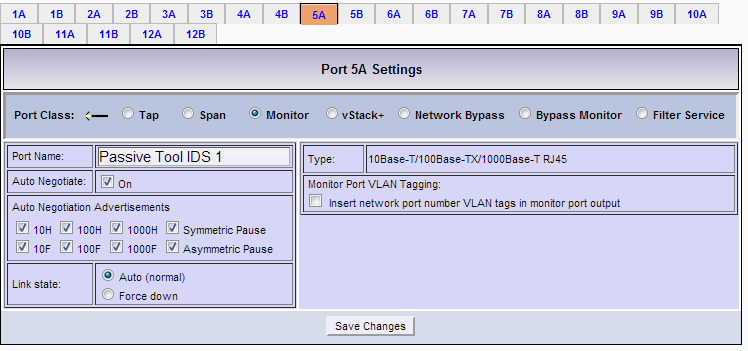 1A 1B 2A 2B 3A 3B 4A 4B 5A 5B 6A 6B 7A 7B 8A 8B 9A 9B 10A
10B 11A 11B 12A 12B
Port 5A Settings
Port Class: Tap Span Monitor vStack+ Network Bypass Bypass Monitor Filter Service
Port Name: Passive Tool IDS 1
Auto Negotiate: On
Auto Negotiation Advertisements
10H 100H 1000H Symmetric Pause
10F 100F 1000F Asymmetric Pause
Link state: Auto (normal)
Force down
Type: 10Base-T/100Base-TX/1000Base-T RJ45
Monitor Port VLAN Tagging:
Insert network port number VLAN tags in monitor port output
Save Changes